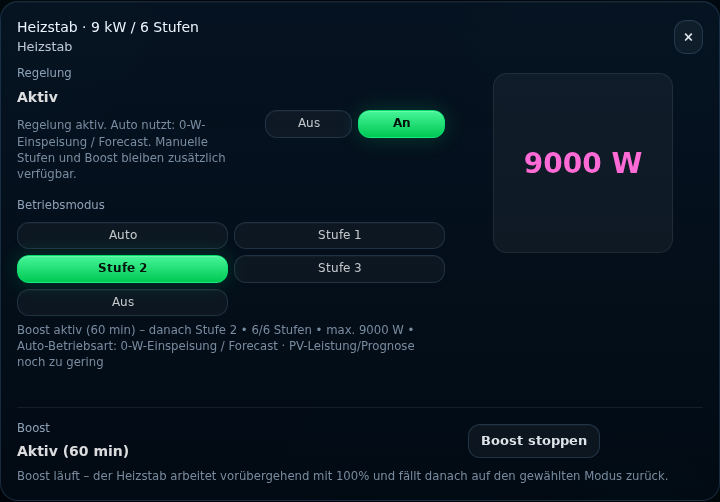 Heizstab · 9 kW / 6 Stufen
Heizstab
×
Regelung
Aktiv
Regelung aktiv. Auto nutzt: 0-W-
Einspeisung / Forecast. Manuelle
Stufen und Boost bleiben zusätzlich
verfügbar.
Aus
An
9000 W
Betriebsmodus
Auto
Stufe 1
Stufe 2
Stufe 3
Aus
Boost aktiv (60 min) – danach Stufe 2 • 6/6 Stufen • max. 9000 W •
Auto-Betriebsart: 0-W-Einspeisung / Forecast · PV-Leistung/Prognose
noch zu gering
Boost
Aktiv (60 min)
Boost stoppen
Boost läuft – der Heizstab arbeitet vorübergehend mit 100% und fällt danach auf den gewählten Modus zurück.